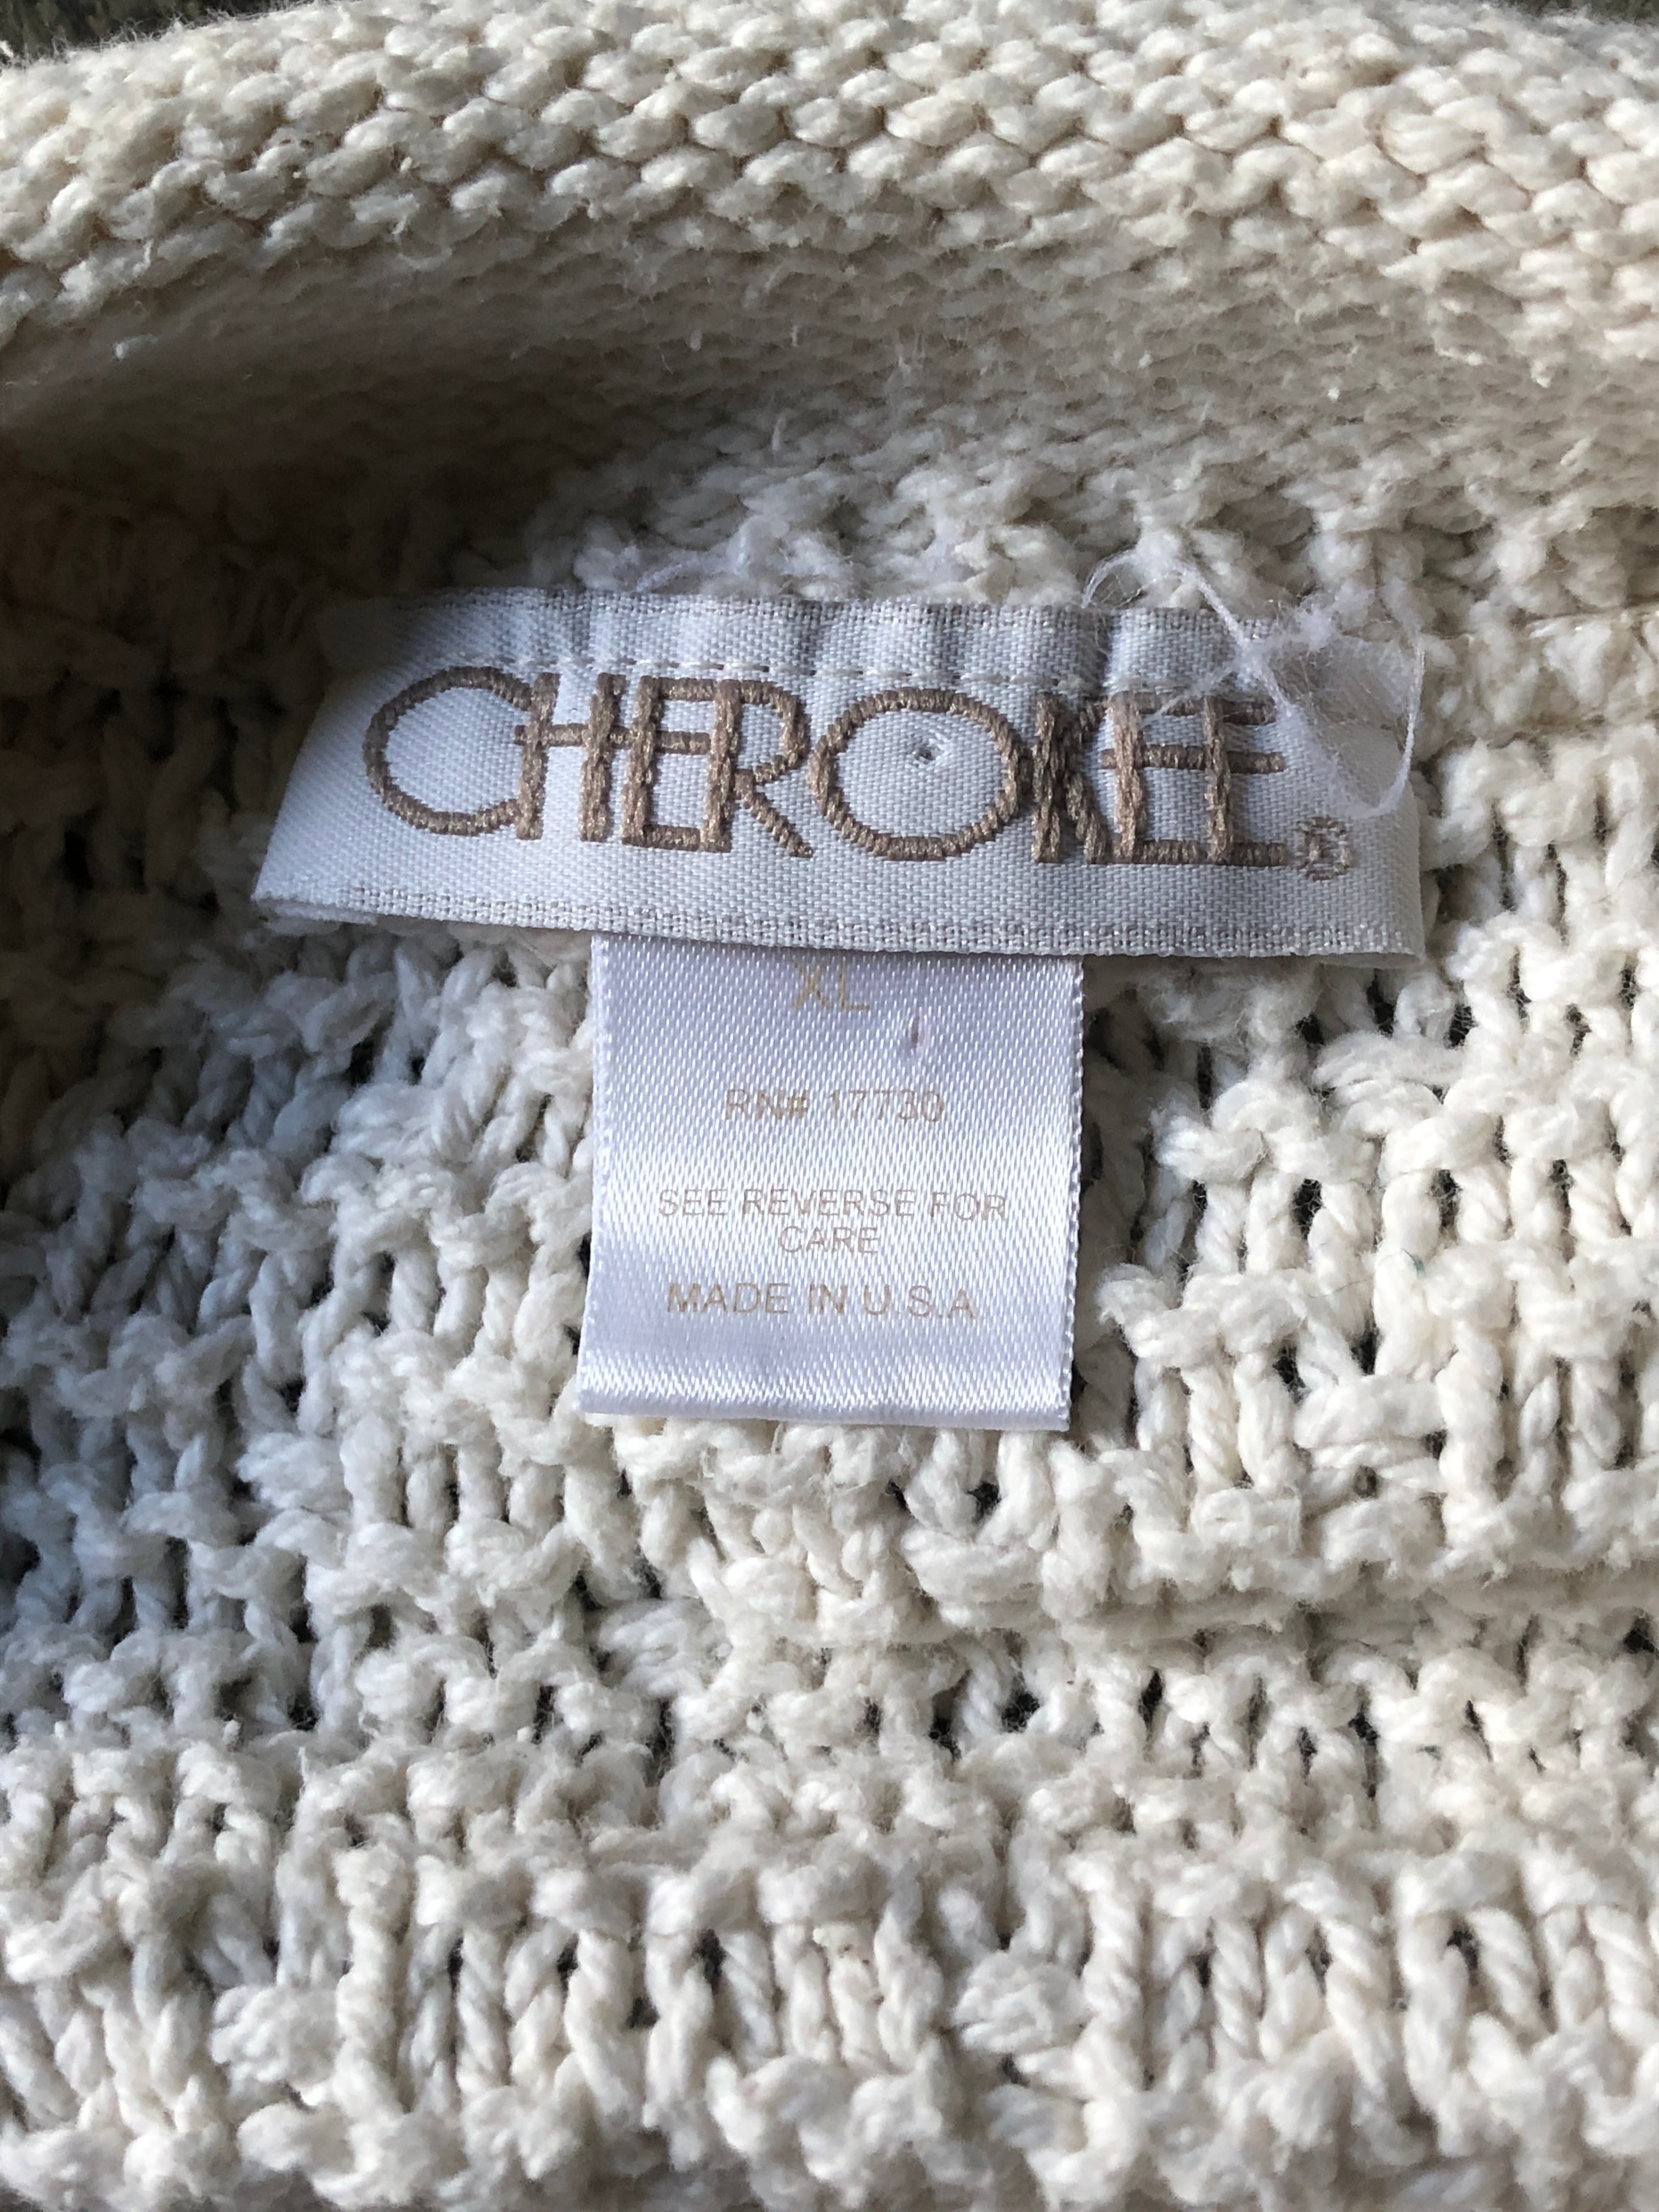 CHEROKEE®
XL
RN# 17730
SEE REVERSE FOR
CARE
MADE IN U.S.A